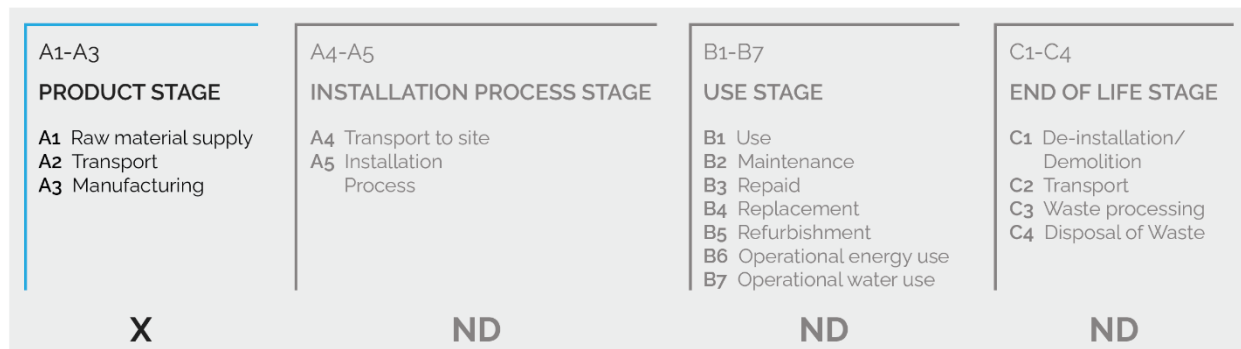 A1-A3
PRODUCT STAGE
A1 Raw material supply
A2 Transport
A3 Manufacturing
X
A4-A5
INSTALLATION PROCESS STAGE
A4 Transport to site
A5 Installation
Process
ND
B1-B7
USE STAGE
B1 Use
B2 Maintenance
B3 Repaid
B4 Replacement
B5 Refurbishment
B6 Operational energy use
B7 Operational water use
ND
C1-C4
END OF LIFE STAGE
C1 De-installation/
Demolition
C2 Transport
C3 Waste processing
C4 Disposal of Waste
ND